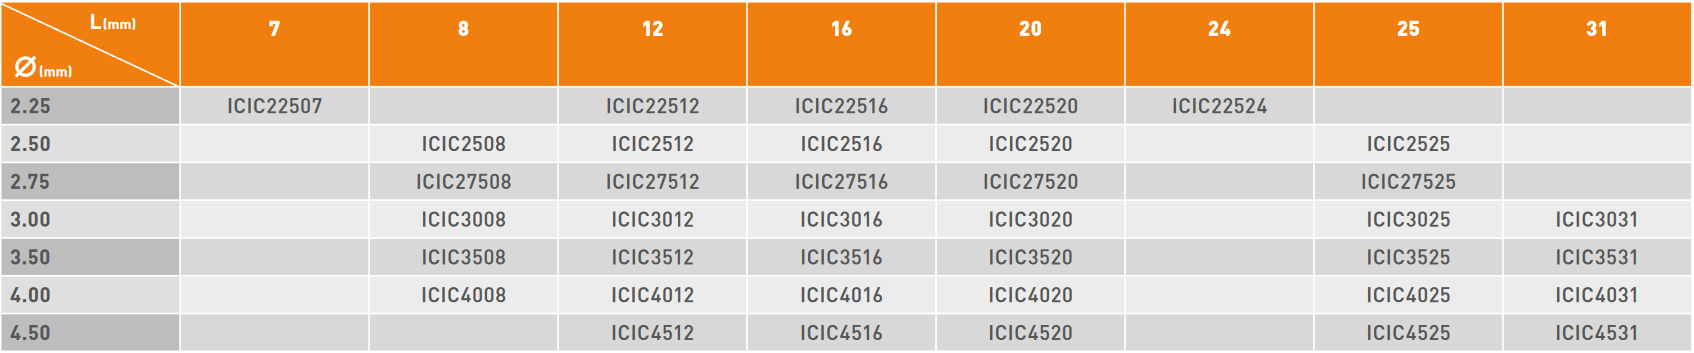 L(mm) 7 8 12 16 20 24 25 31
Ø(mm)
2.25 ICIC22507 ICIC22512 ICIC22516 ICIC22520 ICIC22524
2.50 ICIC2508 ICIC2512 ICIC2516 ICIC2520 ICIC2525
2.75 ICIC27508 ICIC27512 ICIC27516 ICIC27520 ICIC27525
3.00 ICIC3008 ICIC3012 ICIC3016 ICIC3020 ICIC3025 ICIC3031
3.50 ICIC3508 ICIC3512 ICIC3516 ICIC3520 ICIC3525 ICIC3531
4.00 ICIC4008 ICIC4012 ICIC4016 ICIC4020 ICIC4025 ICIC4031
4.50 ICIC4512 ICIC4516 ICIC4520 ICIC4525 ICIC4531